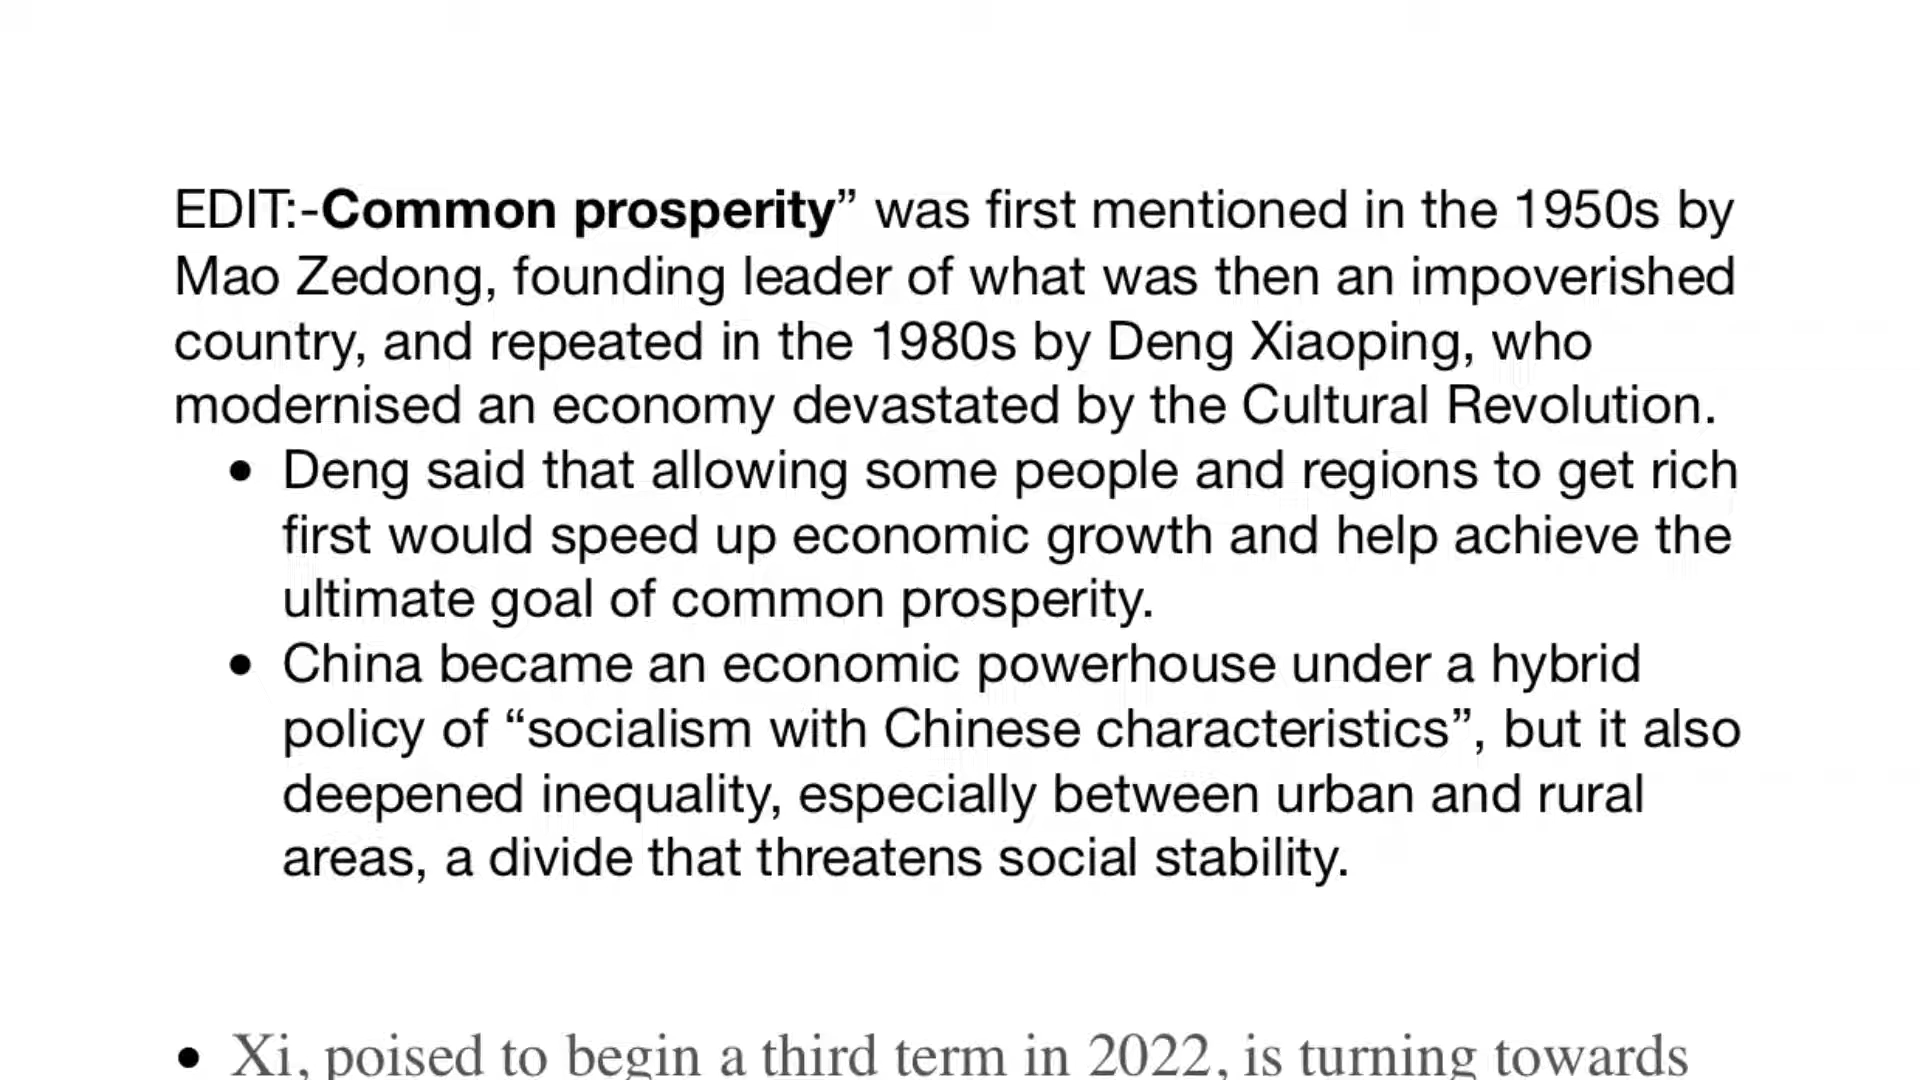 EDIT:-Common prosperity” was first mentioned in the 1950s by
Mao Zedong, founding leader of what was then an impoverished
country, and repeated in the 1980s by Deng Xiaoping, who
modernised an economy devastated by the Cultural Revolution.
• Deng said that allowing some people and regions to get rich
first would speed up economic growth and help achieve the
ultimate goal of common prosperity.
• China became an economic powerhouse under a hybrid
policy of “socialism with Chinese characteristics”, but it also
deepened inequality, especially between urban and rural
areas, a divide that threatens social stability.
• Xi, poised to begin a third term in 2022, is turning towards